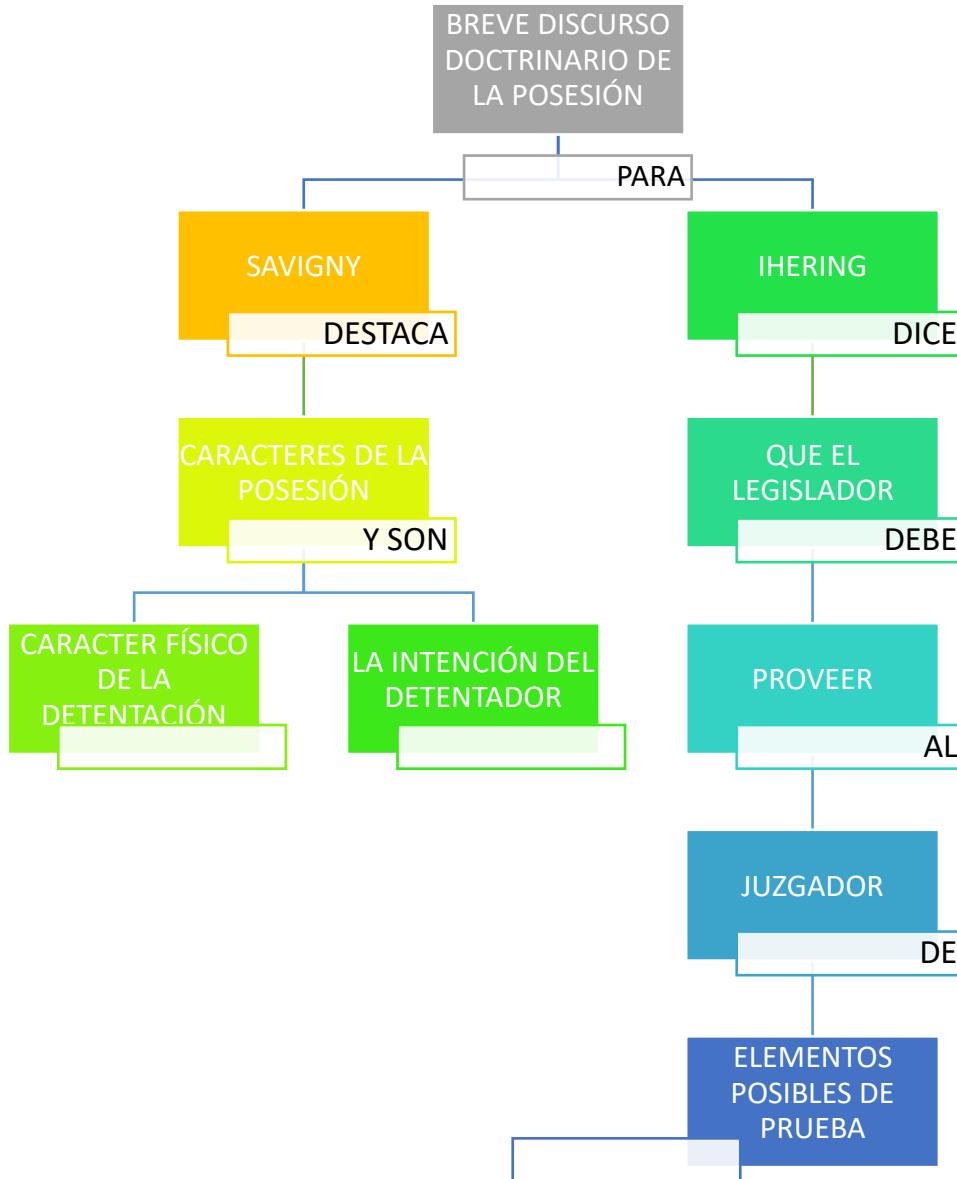 BREVE DISCURSO
DOCTRINARIO DE
LA POSESIÓN
PARA
SAVIGNY
DESTACA
CARACTERES DE LA
POSESIÓN
Y SON
CARACTER FÍSICO
DE LA
DETENTACIÓN
LA INTENCIÓN DEL
DETENTADOR
IHERING
DICE
QUE EL
LEGISLADOR
DEBE
PROVEER
AL
JUZGADOR
DE
ELEMENTOS
POSIBLES DE
PRUEBA